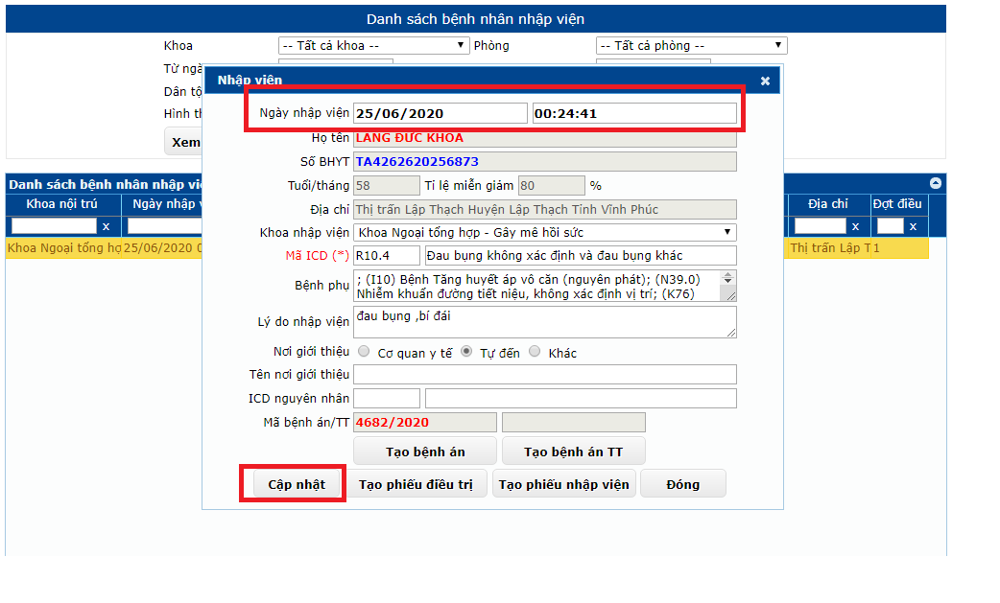 Danh sách bệnh nhân nhập viện
Khoa -- Tất cả khoa -- Phòng -- Tất cả phòng --
Từ ngà
Dân tộ
Hình th
Xem
Nhập viện
Ngày nhập viện 25/06/2020 00:24:41
Họ tên LANG ĐỨC KHOA
Số BHYT TA4262620256873
Tuổi/tháng 58 Tỉ lệ miễn giảm 80 %
Địa chỉ Thị trấn Lập Thạch Huyện Lập Thạch Tỉnh Vĩnh Phúc
Khoa nhập viện Khoa Ngoại tổng hợp - Gây mê hồi sức
Mã ICD (*) R10.4 Đau bụng không xác định và đau bụng khác
Bệnh phụ ; (I10) Bệnh Tăng huyết áp vô căn (nguyên phát); (N39.0)
Nhiễm khuẩn đường tiết niệu, không xác định vị trí; (K76)
Lý do nhập viện đau bụng ,bí đái
Nơi giới thiệu Cơ quan y tế Tự đến Khác
Tên nơi giới thiệu
ICD nguyên nhân
Mã bệnh án/TT 4682/2020
Tạo bệnh án Tạo bệnh án TT
Cập nhật Tạo phiếu điều trị Tạo phiếu nhập viện Đóng
Danh sách bệnh nhân nhập việ
Khoa nội trú Ngày nhập v Địa chỉ Đợt điều
x x x
Khoa Ngoại tổng hợ 25/06/2020 0 Thị trấn Lập T 1